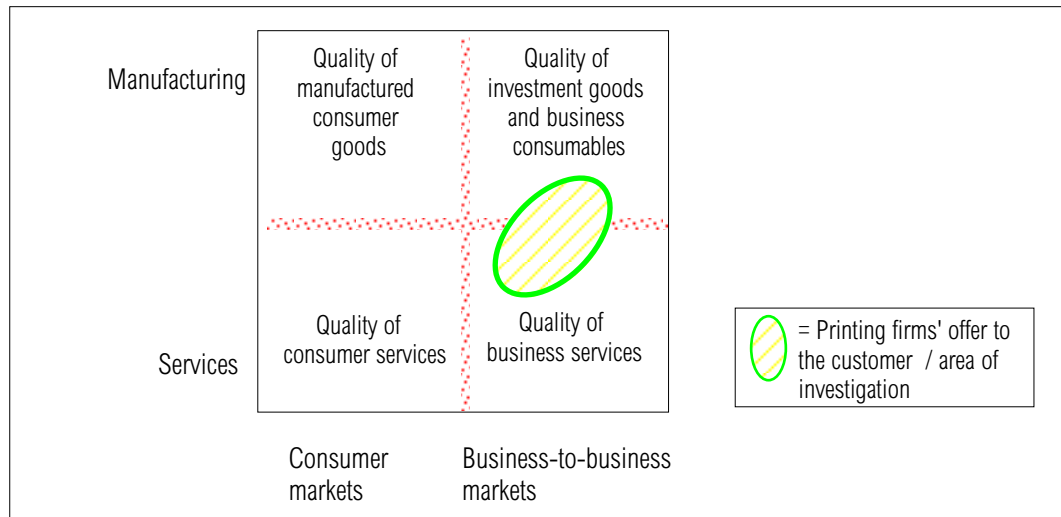 Manufacturing
Quality of
manufactured
consumer
goods
Quality of
investment goods
and business
consumables
Services
Quality of
consumer services
Quality of
business services
= Printing firms' offer to
the customer / area of
investigation
Consumer
markets
Business-to-business
markets